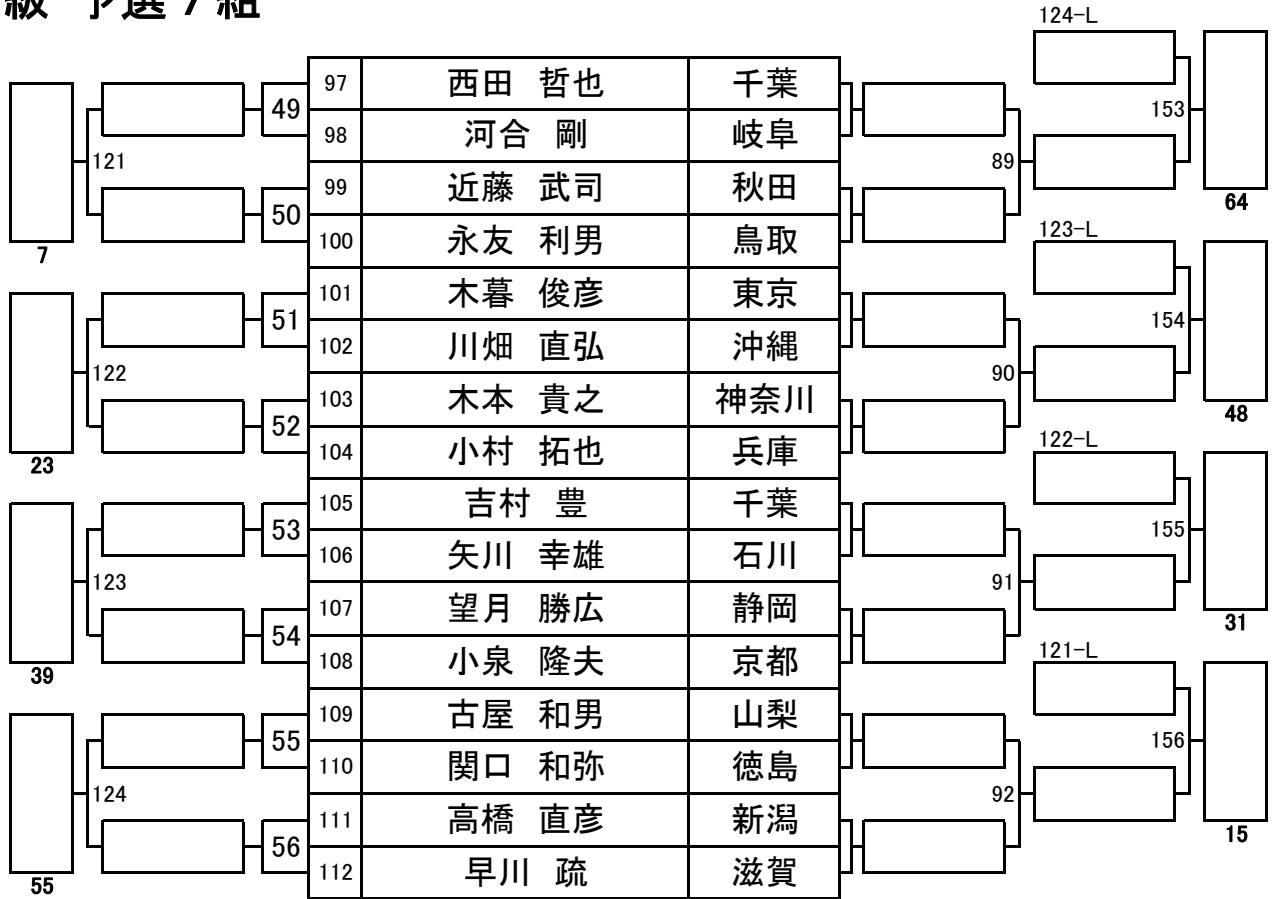 級 予選7組
124-L
97 西田 哲也 千葉
49
153
98 河合 剛 岐阜
121
89
99 近藤 武司 秋田
50
64
100 永友 利男 鳥取
7
123-L
101 木暮 俊彦 東京
51
154
102 川畑 直弘 沖縄
122
90
103 木本 貴之 神奈川
52
48
104 小村 拓也 兵庫
23
122-L
105 吉村 豊 千葉
53
155
106 矢川 幸雄 石川
123
91
107 望月 勝広 静岡
54
31
108 小泉 隆夫 京都
39
121-L
109 古屋 和男 山梨
55
156
110 関口 和弥 徳島
124
92
111 高橋 直彦 新潟
56
15
112 早川 疏 滋賀
55